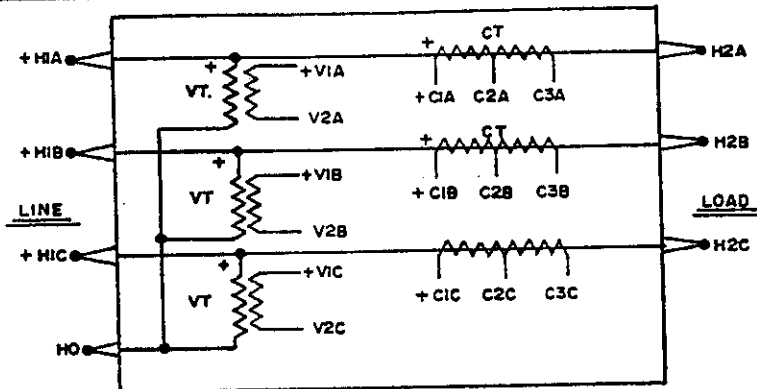 CT
+ H1A
+
+
H2A
VT.
+V1A
V2A
+C1A C2A C3A
CT
+ H1B
+
+
H2B
VT
+V1B
V2B
+C1B C2B C3B
LINE
LOAD
+ H1C
+
H2C
VT
+V1C
V2C
+C1C C2C C3C
HO